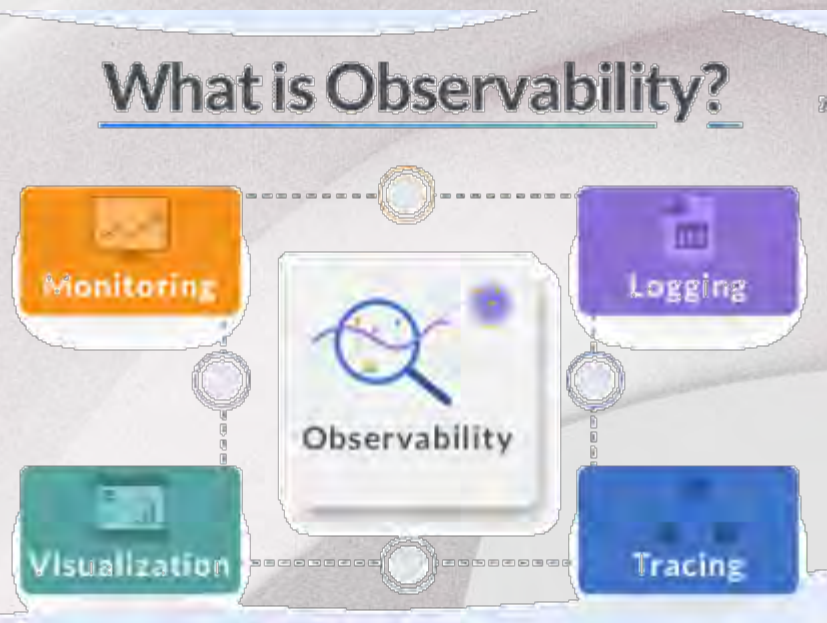 What is Observability?
Monitoring
Logging
Observability
Visualization
Tracing